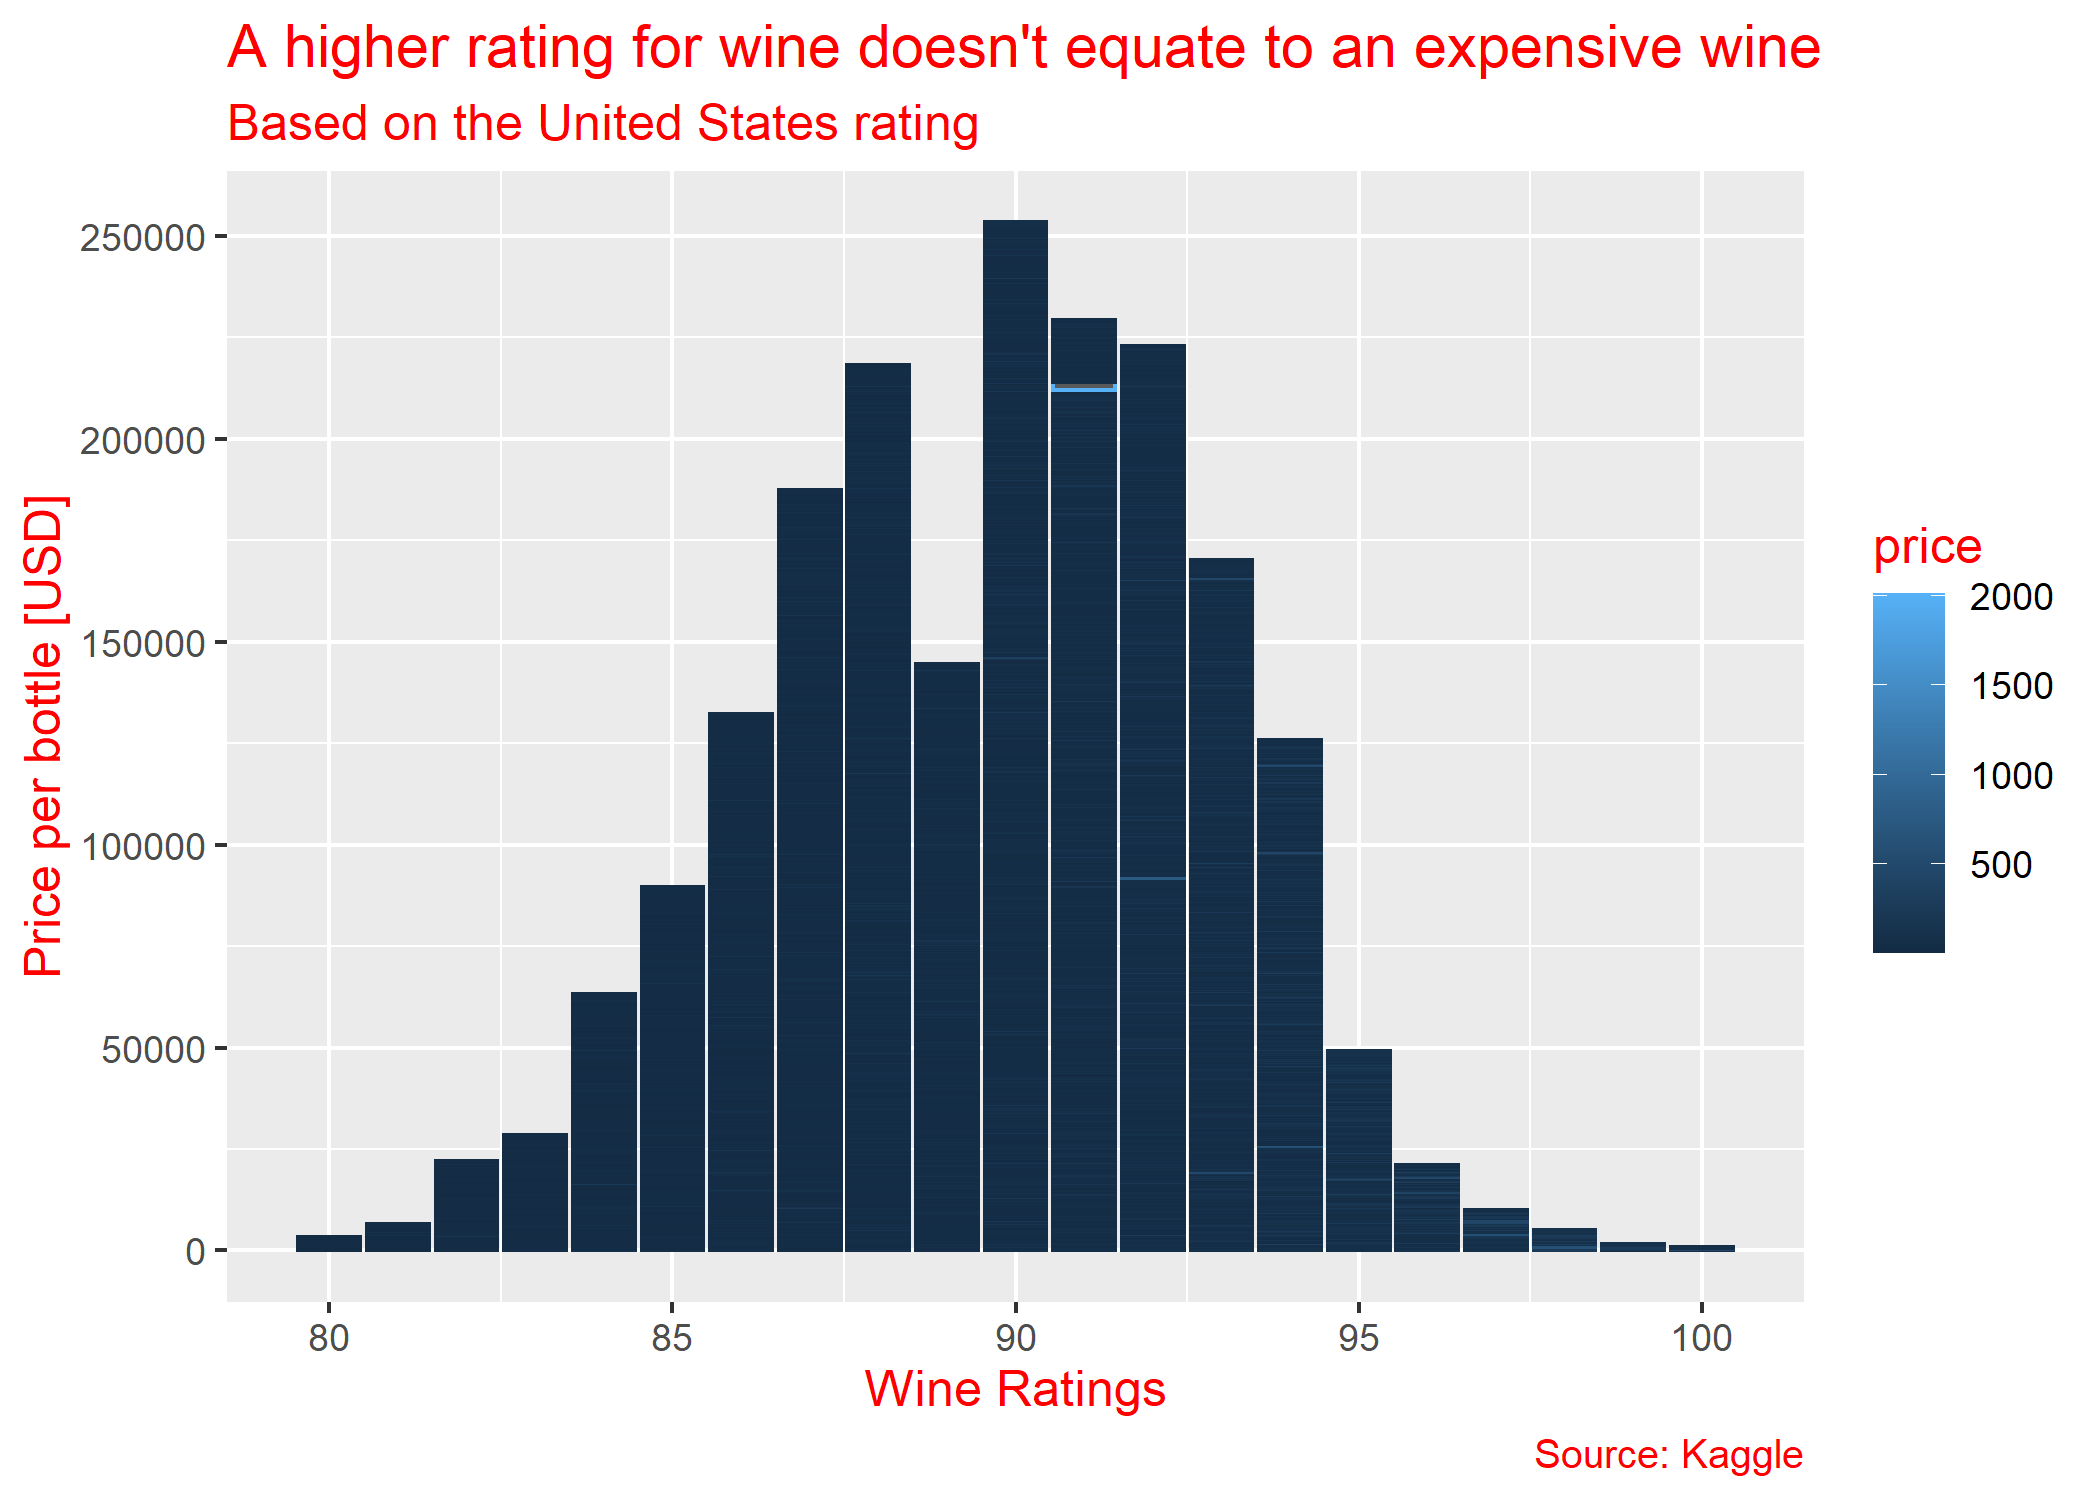 A higher rating for wine doesn't equate to an expensive wine
Based on the United States rating
Price per bottle [USD]
250000
200000
150000
100000
50000
0
80
85
90
95
100
Wine Ratings
price
2000
1500
1000
500
Source: Kaggle